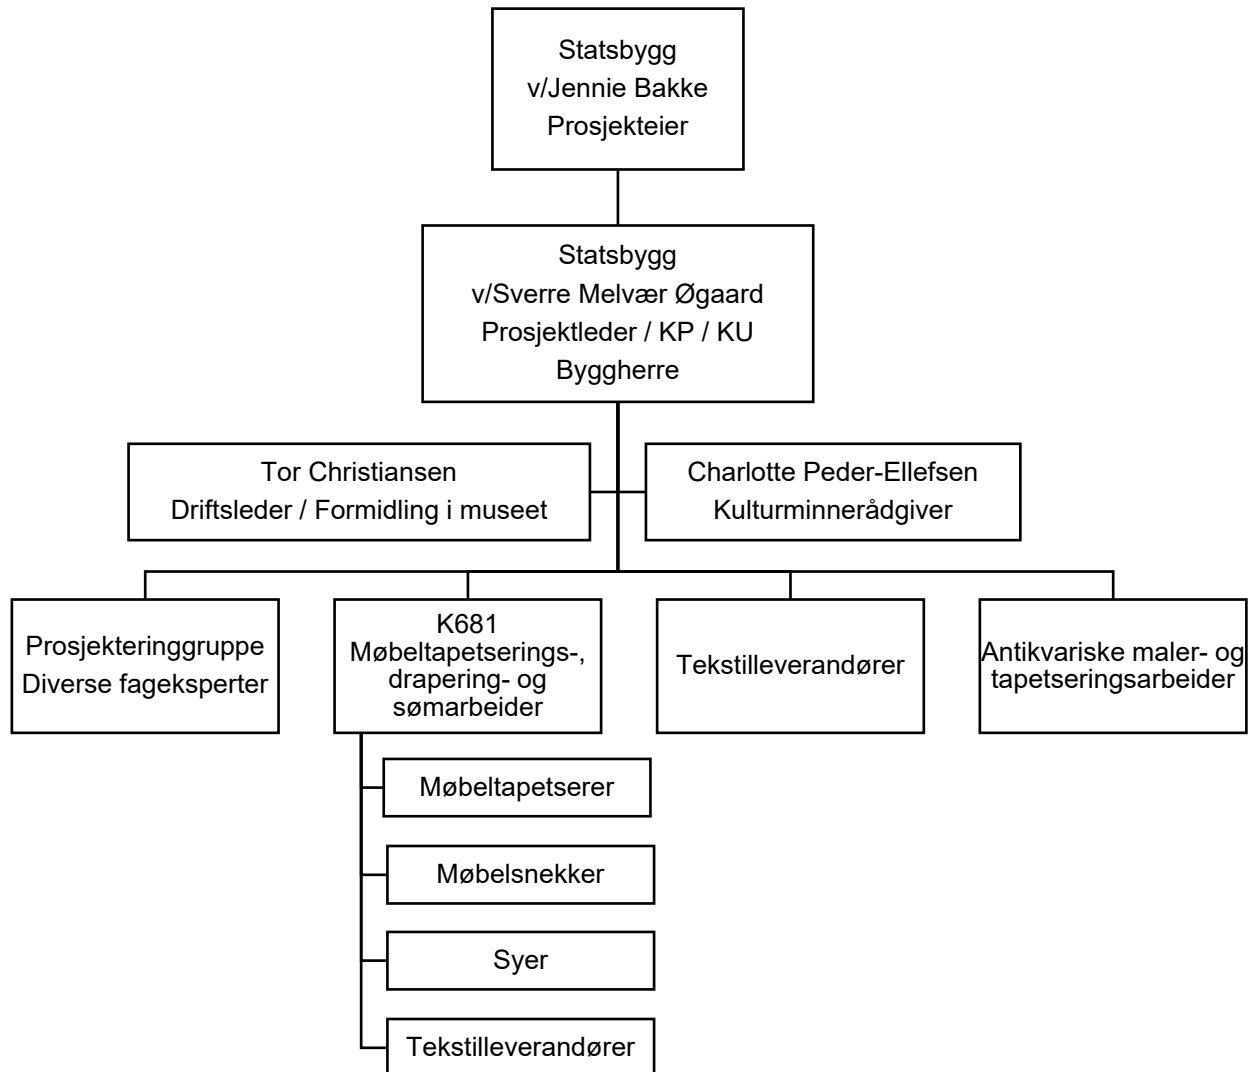 Statsbygg
v/Jennie Bakke
Prosjekteier
Statsbygg
v/Sverre Melvær Øgaard
Prosjektleder / KP / KU
Byggherre
Tor Christiansen
Driftsleder / Formidling i museet
Charlotte Peder-Ellefsen
Kulturminnerådgiver
Prosjekteringgruppe
Diverse fageksperter
K681
Møbeltapetserings-,
drapering- og
sømarbeider
Tekstilleverandører
Antikvariske maler- og
tapetseringsarbeider
Møbeltapetserer
Møbelsnekker
Syer
Tekstilleverandører